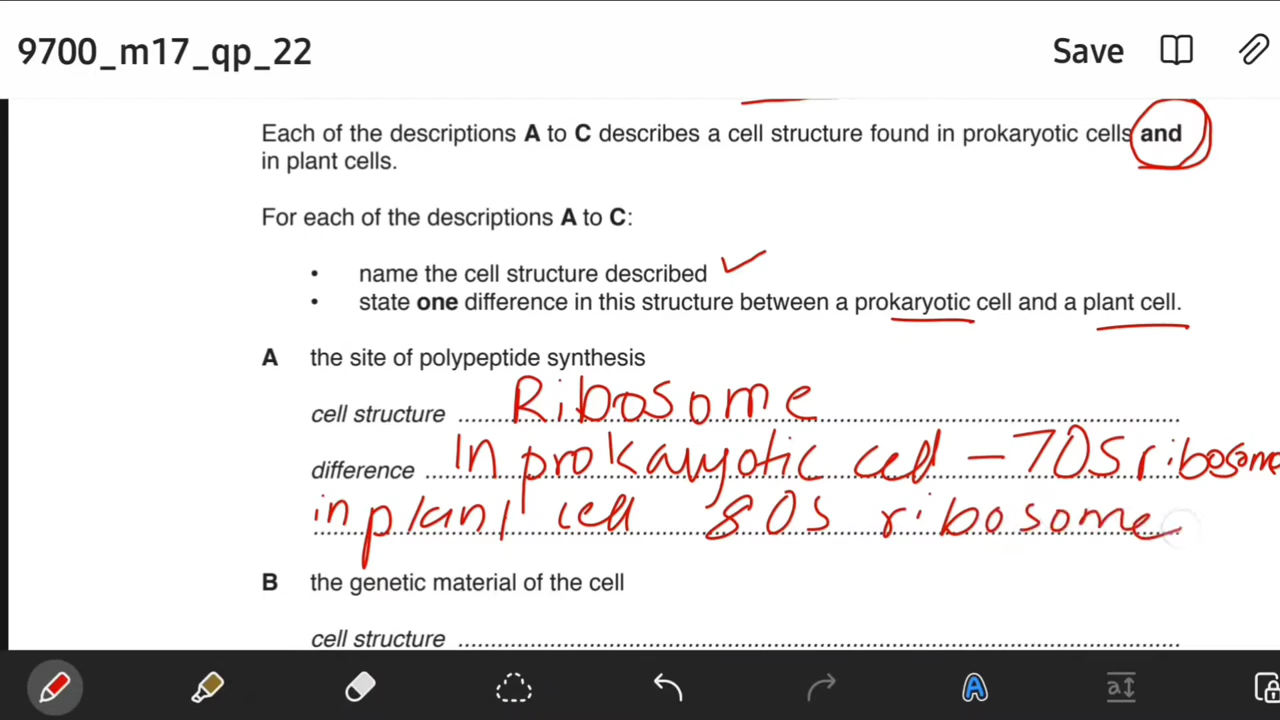 9700_m17_qp_22 Save
Each of the descriptions A to C describes a cell structure found in prokaryotic cells and
in plant cells.
For each of the descriptions A to C:
• name the cell structure described
• state one difference in this structure between a prokaryotic cell and a plant cell.
A the site of polypeptide synthesis
cell structure Ribosome
difference In prokaryotic cell – 70S ribosome
in plant cell 80S ribosome
B the genetic material of the cell
cell structure
A a